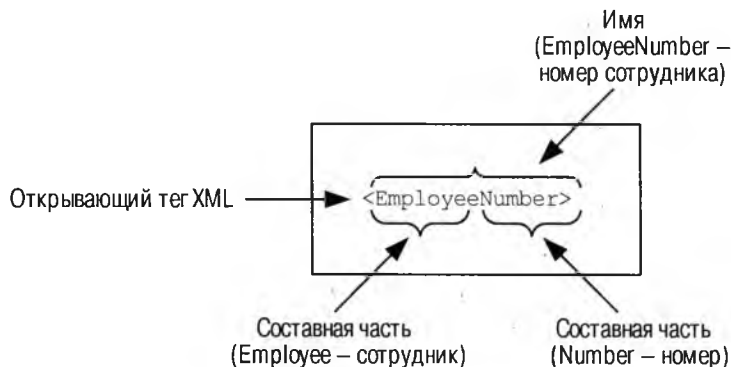 Имя
(EmployeeNumber –
номер сотрудника)
Открывающий тег XML
<EmployeeNumber>
Составная часть
(Employee – сотрудник)
Составная часть
(Number – номер)